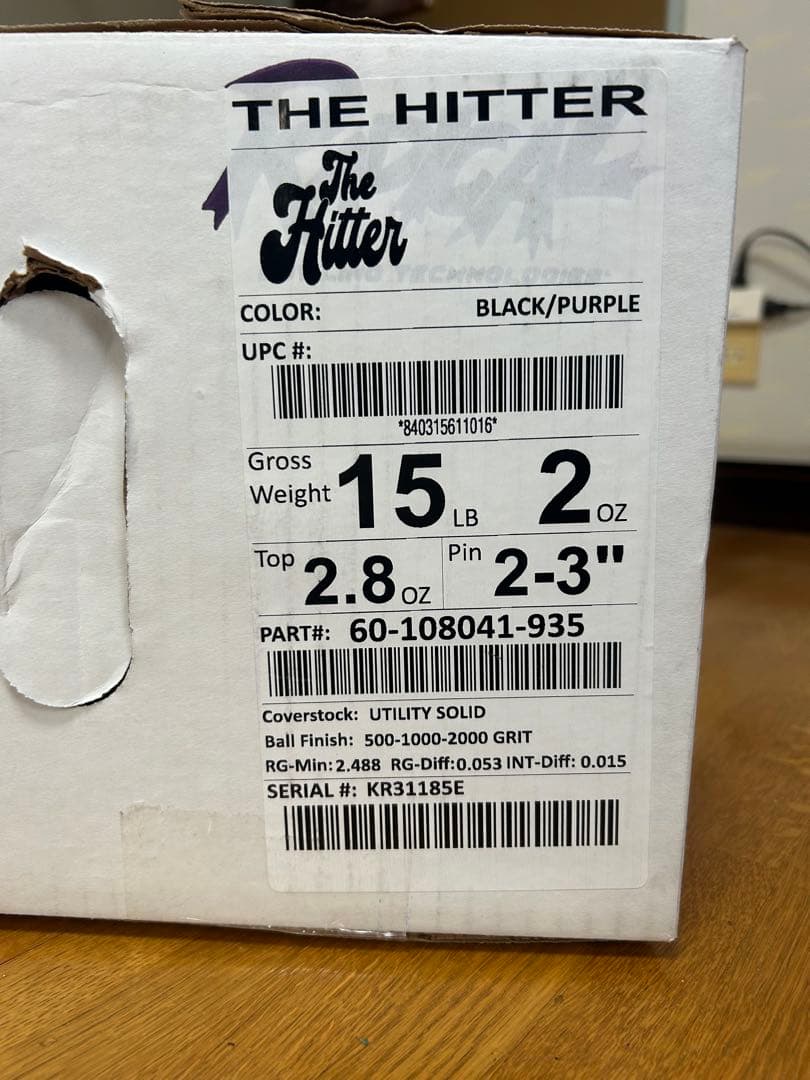 THE HITTER
The
Hitter
COLOR: BLACK/PURPLE
UPC #:
*840315611016*
Gross Weight 15 LB 2 OZ
Top 2.8 OZ Pin 2-3"
PART#: 60-108041-935
Coverstock: UTILITY SOLID
Ball Finish: 500-1000-2000 GRIT
RG-Min: 2.488 RG-Diff: 0.053 INT-Diff: 0.015
SERIAL #: KR31185E